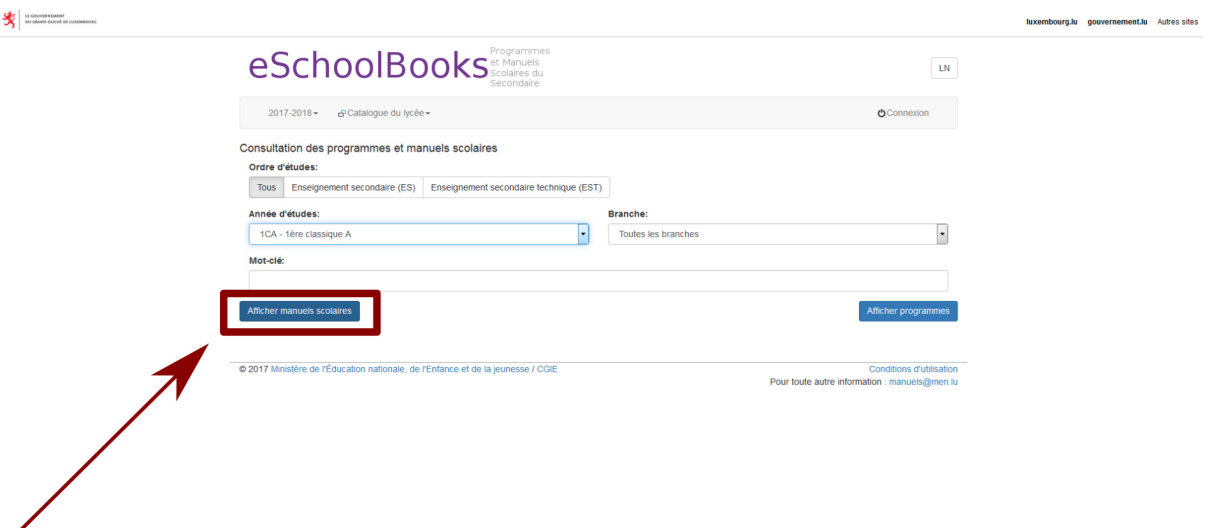 LE GOUVERNEMENT
DU GRAND-DUCHÉ DE LUXEMBOURG
luxembourg.lu gouvernement.lu Autres sites
eSchoolBooks
Programmes
et Manuels
Scolaires du
Secondaire
LN
2017-2018 Catalogue du lycée Connexion
Consultation des programmes et manuels scolaires
Ordre d'études:
Tous Enseignement secondaire (ES) Enseignement secondaire technique (EST)
Année d'études: Branche:
1CA - 1ère classique A Toutes les branches
Mot-clé:
Afficher manuels scolaires Afficher programmes
© 2017 Ministère de l'Éducation nationale, de l'Enfance et de la jeunesse / CGIE Conditions d'utilisation
Pour toute autre information : manuels@men.lu